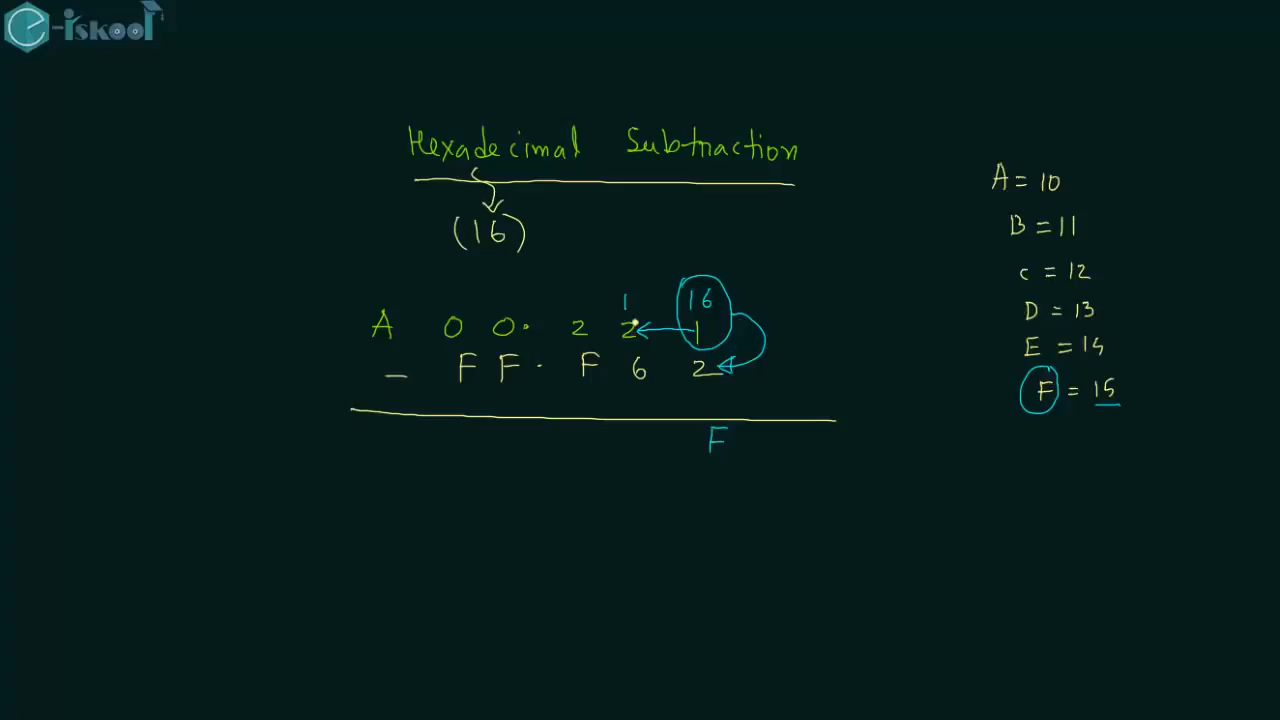 e-iskool
Hexadecimal Subtraction
(16)
A = 10
B = 11
C = 12
D = 13
E = 14
F = 15
1 16
A 0 0. 2 2 1
- F F. F 6 2
F